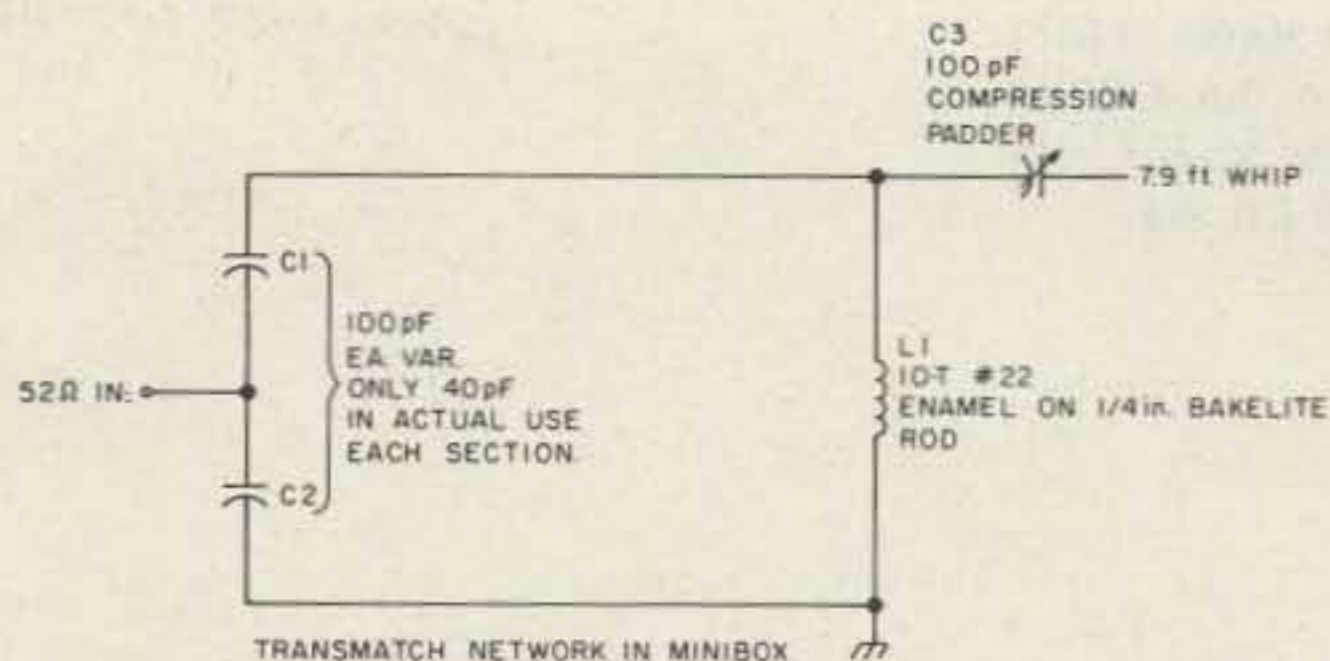 C3
100 pF
COMPRESSION
PADDER
7.9 ft. WHIP
C1
100 pF
EA. VAR.
ONLY 40 pF
IN ACTUAL USE
EACH SECTION.
52Ω IN.
C2
L1
10-T #22
ENAMEL ON 1/4 in. BAKELITE
ROD
TRANSMATCH NETWORK IN MINIBOX